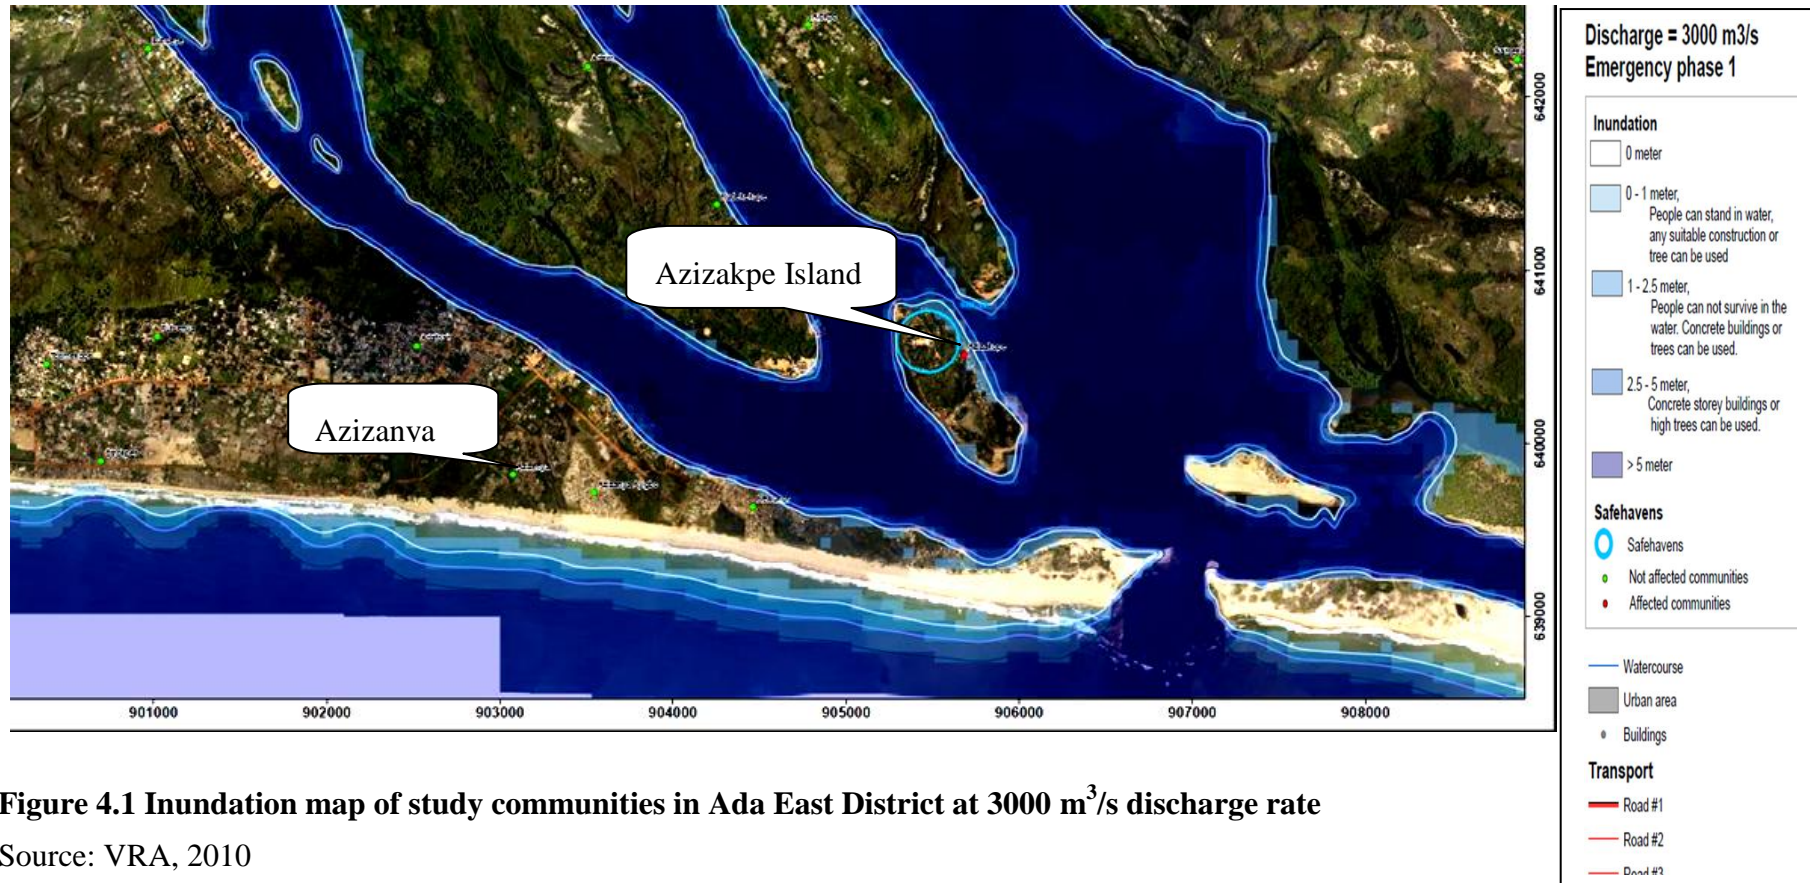 Azizakpe Island
Azizanya
642000
641000
640000
639000
901000 902000 903000 904000 905000 906000 907000 908000
Discharge = 3000 m3/s
Emergency phase 1
Inundation
0 meter
0 - 1 meter,
People can stand in water,
any suitable construction or
tree can be used
1 - 2.5 meter,
People can not survive in the
water. Concrete buildings or
trees can be used.
2.5 - 5 meter,
Concrete storey buildings or
high trees can be used.
> 5 meter
Safehavens
Safehavens
Not affected communities
Affected communities
Watercourse
Urban area
Buildings
Transport
Road #1
Road #2
Road #3
Figure 4.1 Inundation map of study communities in Ada East District at 3000 m³/s discharge rate
Source: VRA, 2010